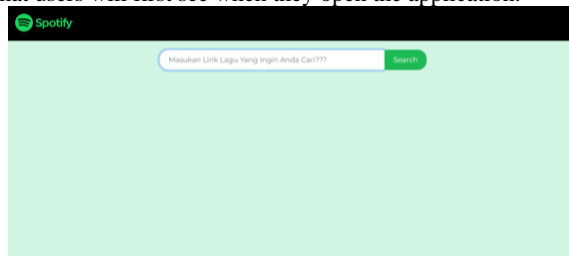 that users will first see when they open the application.
Spotify
Masukan Lirik Lagu Yang Ingin Anda Cari???
Search